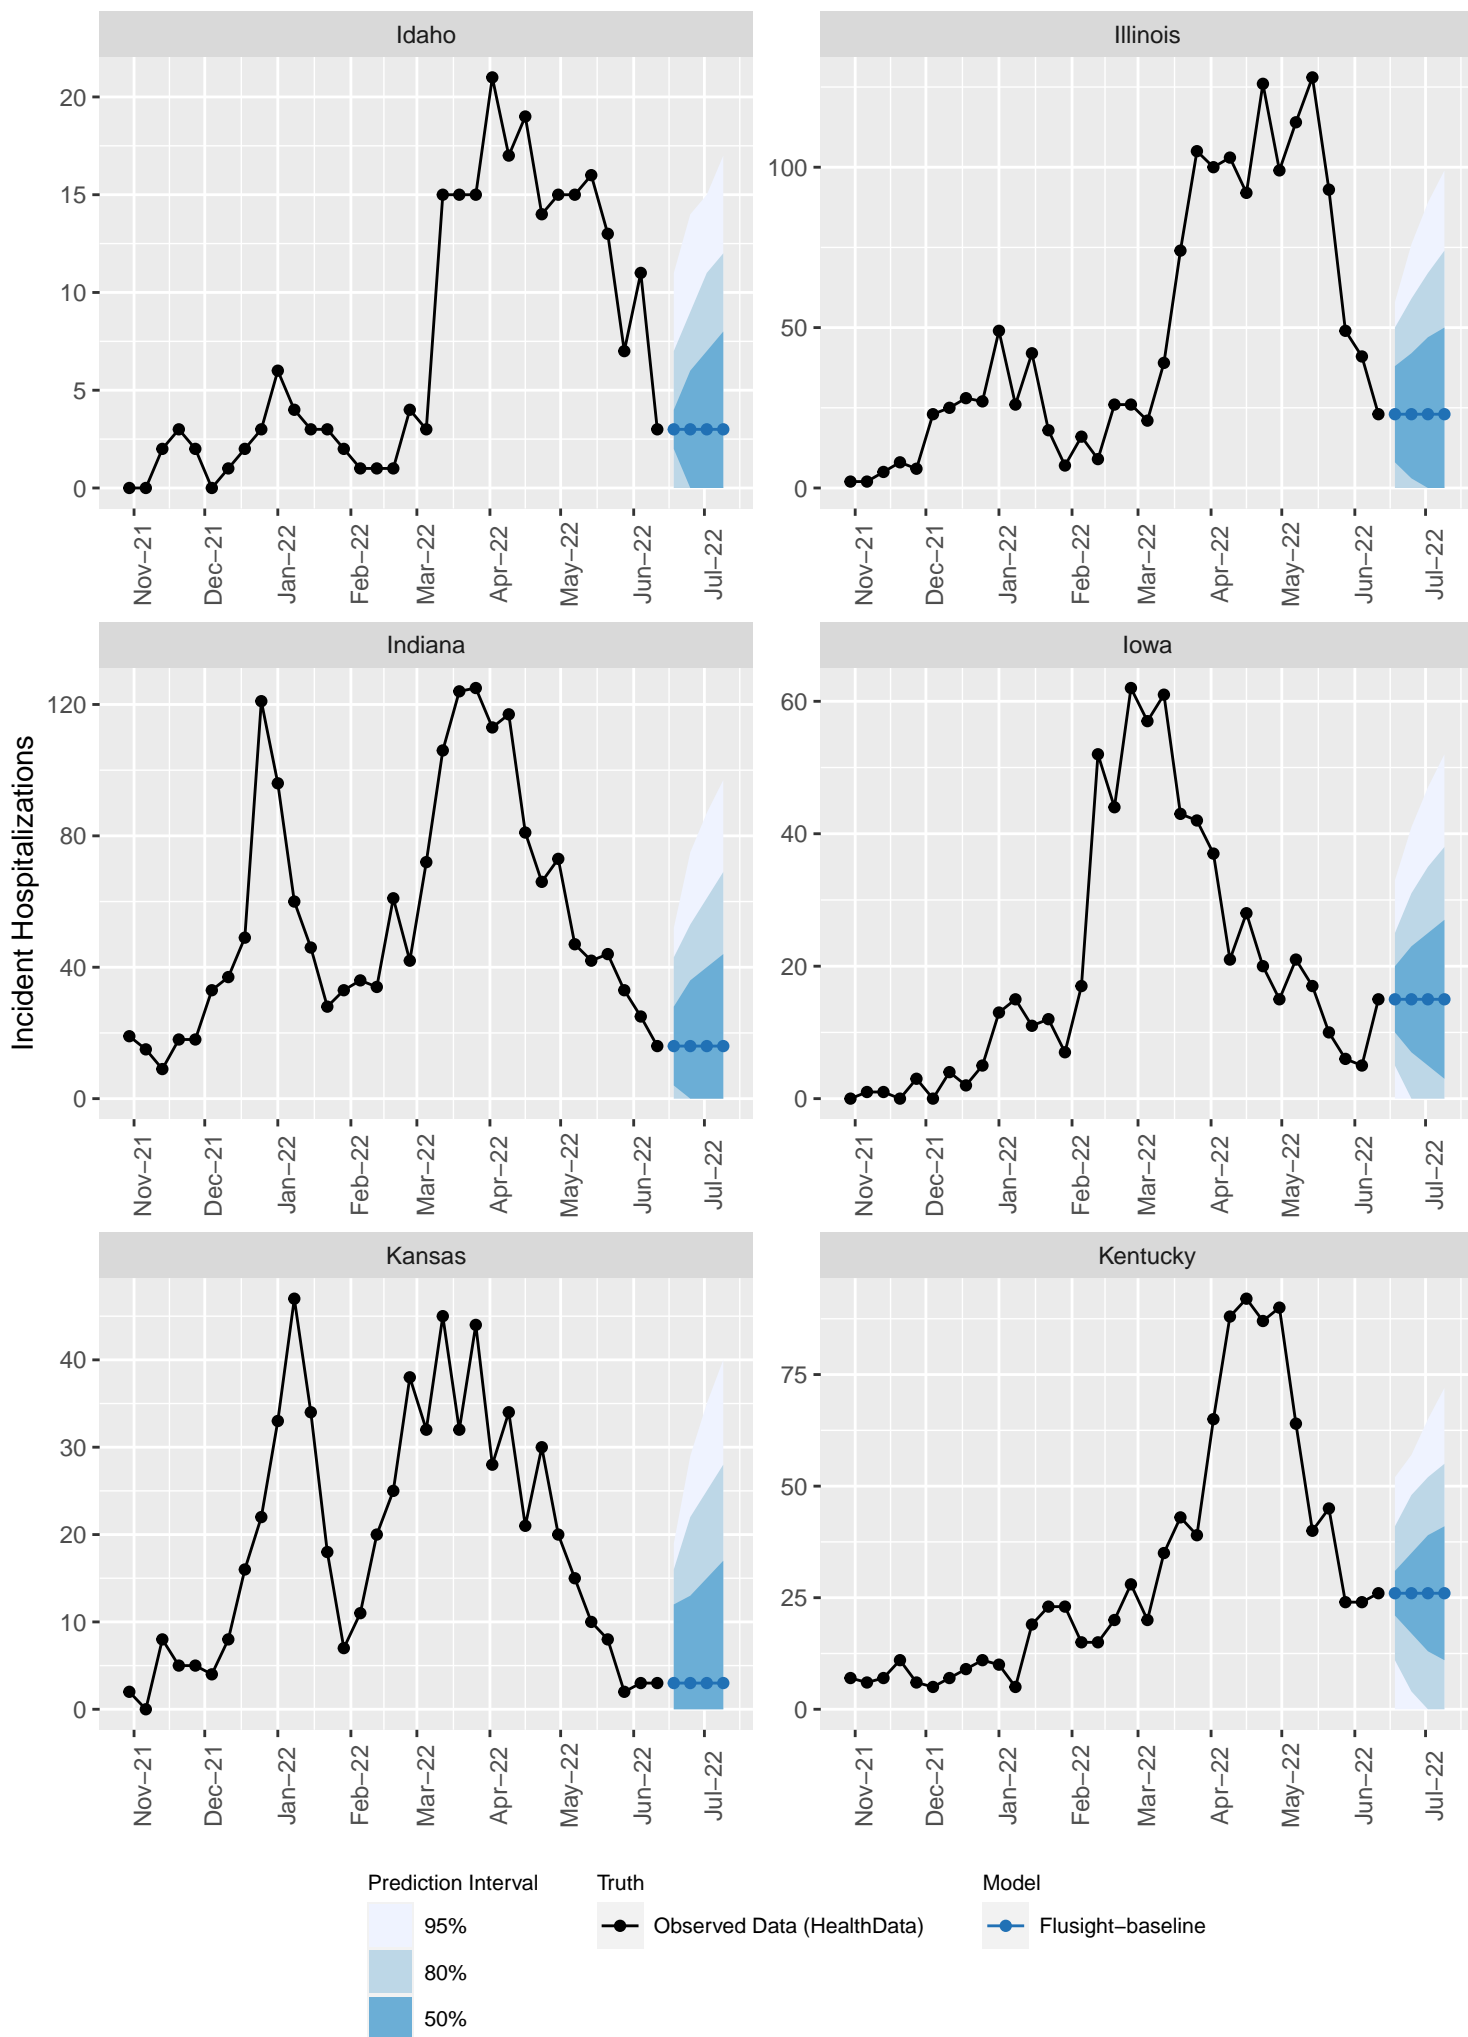 Idaho
Illinois
20
15
10
5
0
100
50
0
Nov−21
Dec−21
Jan−22
Feb−22
Mar−22
Apr−22
May−22
Jun−22
Jul−22
Nov−21
Dec−21
Jan−22
Feb−22
Mar−22
Apr−22
May−22
Jun−22
Jul−22
Indiana
Iowa
Incident Hospitalizations
120
80
40
0
60
40
20
0
Nov−21
Dec−21
Jan−22
Feb−22
Mar−22
Apr−22
May−22
Jun−22
Jul−22
Nov−21
Dec−21
Jan−22
Feb−22
Mar−22
Apr−22
May−22
Jun−22
Jul−22
Kansas
Kentucky
40
30
20
10
0
75
50
25
0
Nov−21
Dec−21
Jan−22
Feb−22
Mar−22
Apr−22
May−22
Jun−22
Jul−22
Nov−21
Dec−21
Jan−22
Feb−22
Mar−22
Apr−22
May−22
Jun−22
Jul−22
Prediction Interval
95%
80%
50%
Truth
Observed Data (HealthData)
Model
Flusight−baseline